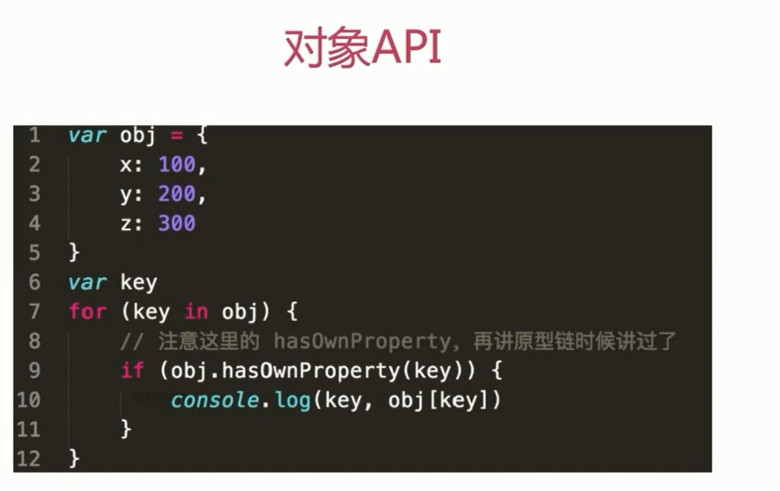 对象API
1 var obj = {
2     x: 100,
3     y: 200,
4     z: 300
5 }
6 var key
7 for (key in obj) {
8     // 注意这里的 hasOwnProperty，再讲原型链时候讲过了
9     if (obj.hasOwnProperty(key)) {
10         console.log(key, obj[key])
11     }
12 }